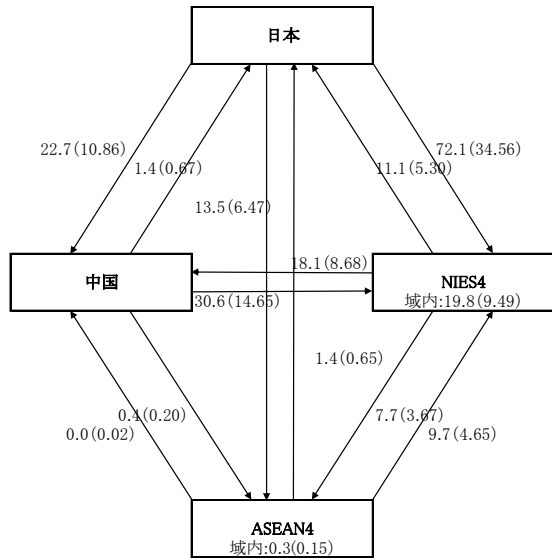 日本
22.7(10.86)
72.1(34.56)
1.4(0.67)
11.1(5.30)
13.5(6.47)
18.1(8.68)
中国
NIES4
30.6(14.65)
域内:19.8(9.49)
1.4(0.65)
0.4(0.20)
7.7(3.67)
0.0(0.02)
9.7(4.65)
ASEAN4
域内:0.3(0.15)